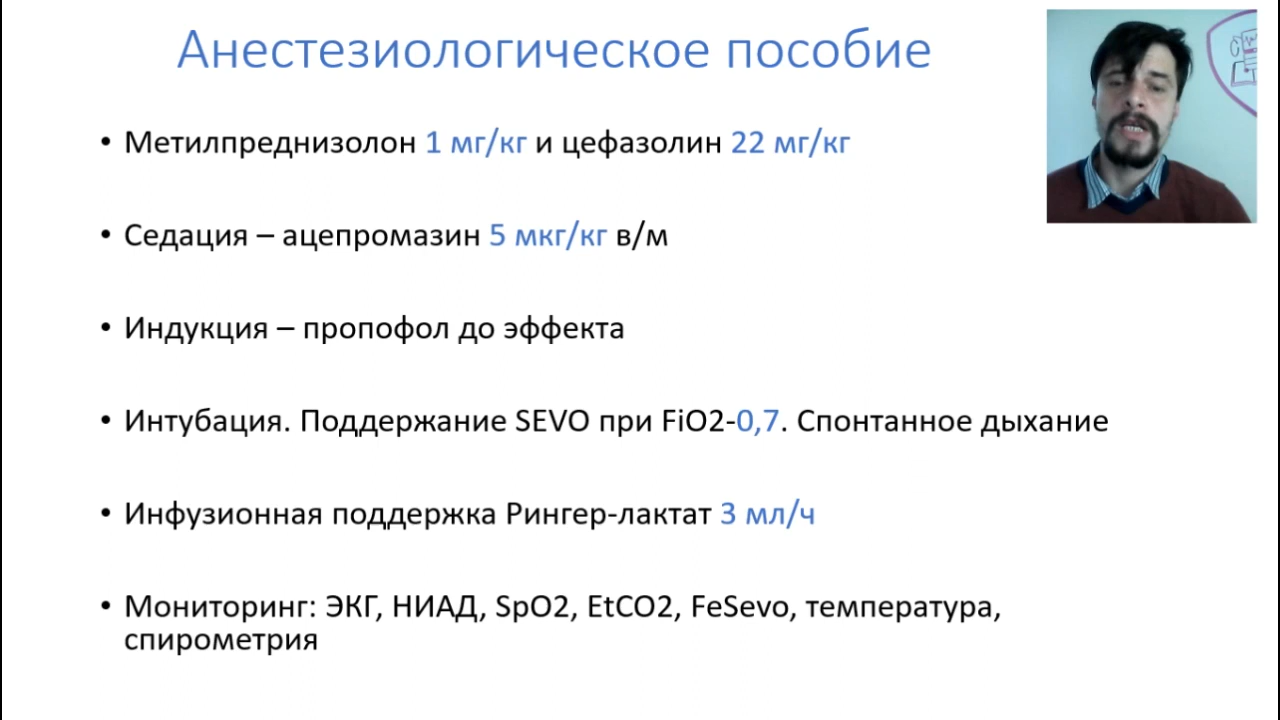 Анестезиологическое пособие
• Метилпреднизолон 1 мг/кг и цефазолин 22 мг/кг
• Седация – ацепромазин 5 мкг/кг в/м
• Индукция – пропофол до эффекта
• Интубация. Поддержание SEVO при FiO2-0,7. Спонтанное дыхание
• Инфузионная поддержка Рингер-лактат 3 мл/ч
• Мониторинг: ЭКГ, НИАД, SpO2, EtCO2, FeSevo, температура,
спирометрия